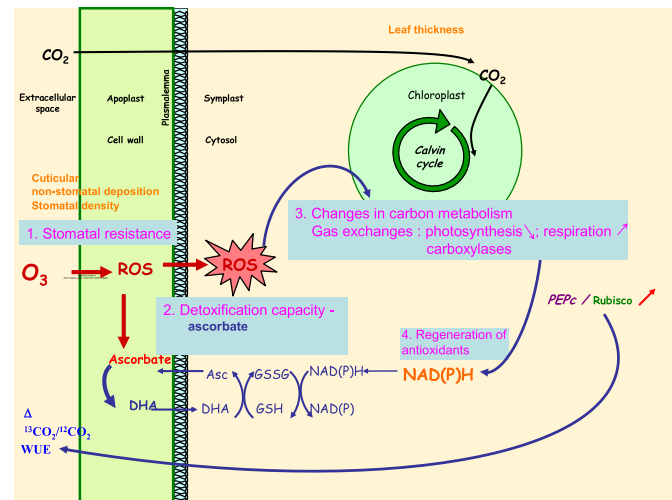 Leaf thickness
CO2
CO2
Extracellular
space
Apoplast
Plasmalemma
Symplast
Chloroplast
Cell wall
Cytosol
Calvin
cycle
Cuticular
non-stomatal deposition
Stomatal density
1. Stomatal resistance
3. Changes in carbon metabolism
Gas exchanges : photosynthesis↘; respiration ↗
carboxylases
O3
ROS
ROS
PEPc / Rubisco
2. Detoxification capacity -
ascorbate
4. Regeneration of
antioxidants
Ascorbate
Asc
GSSG
NAD(P)H
NAD(P)H
DHA
DHA
GSH
NAD(P)
Δ
13CO2/12CO2
WUE